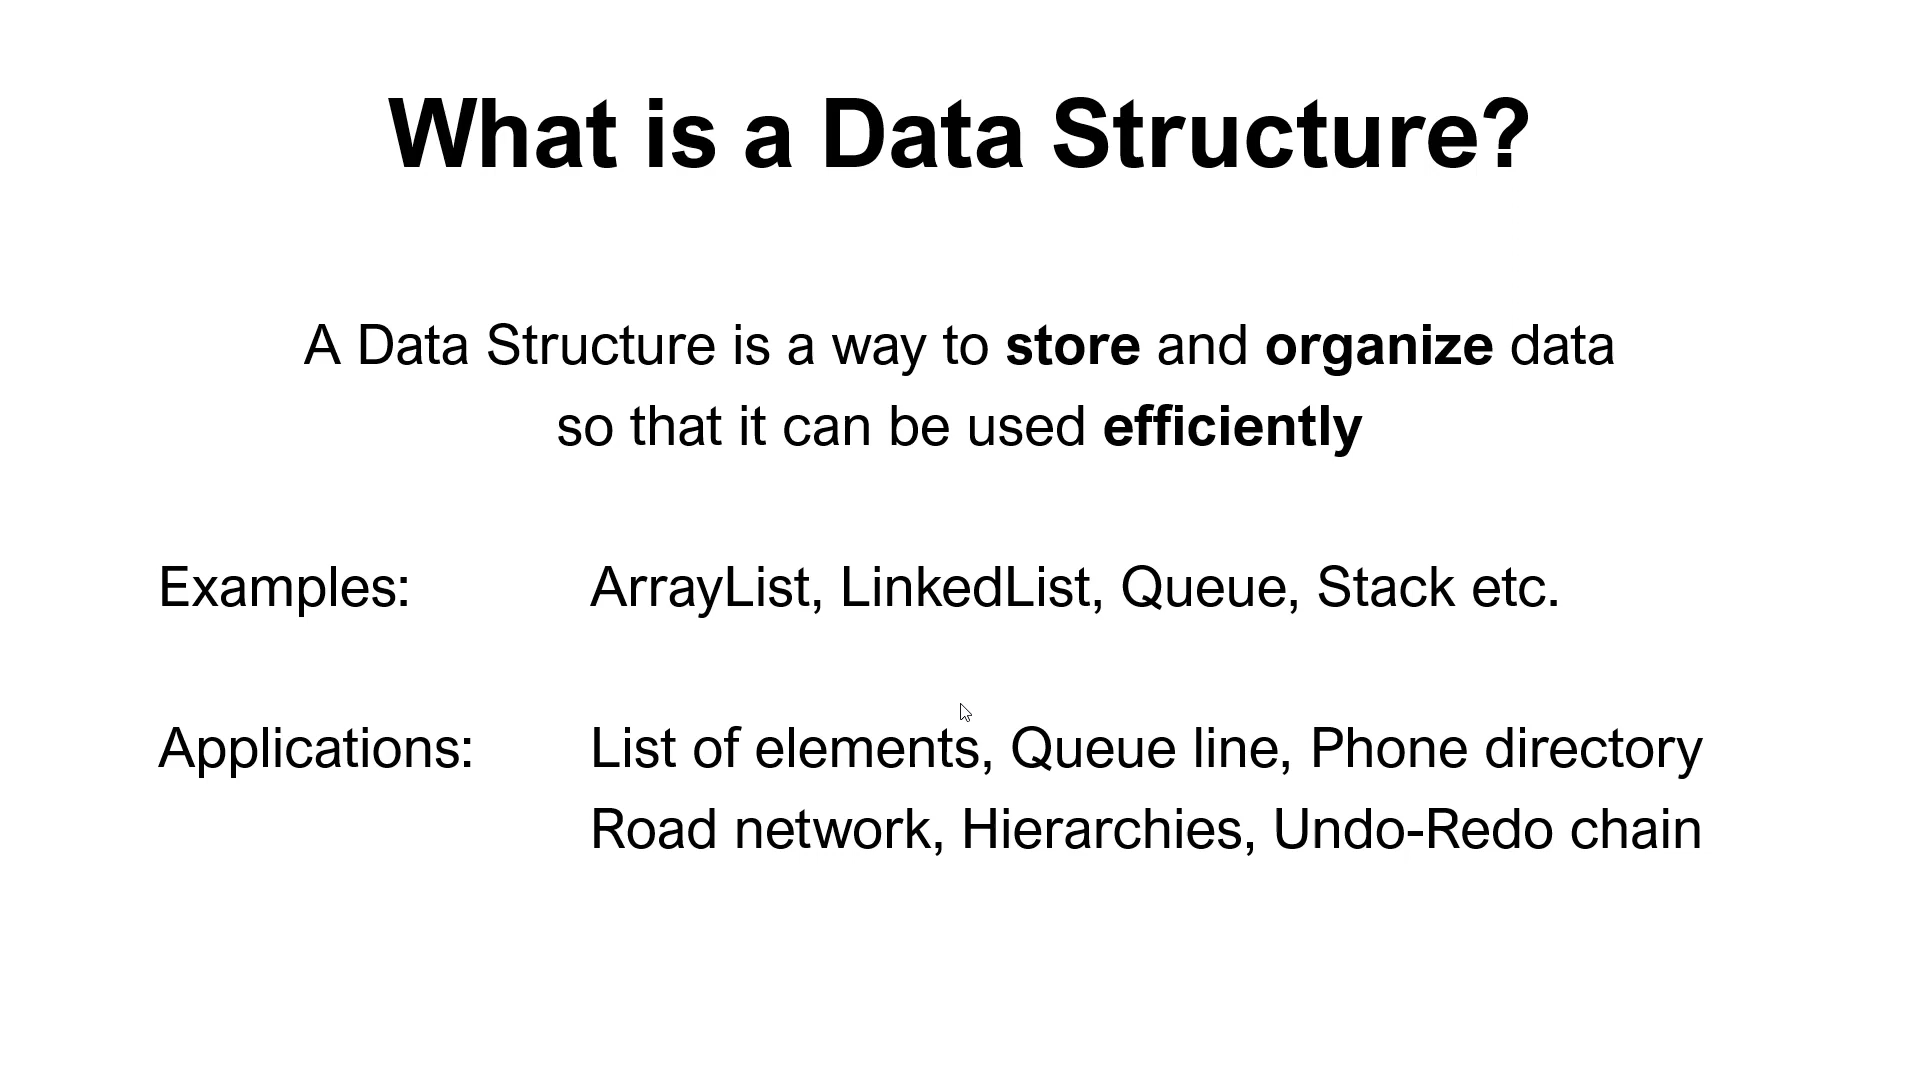 What is a Data Structure?
A Data Structure is a way to store and organize data
so that it can be used efficiently
Examples: ArrayList, LinkedList, Queue, Stack etc.
Applications: List of elements, Queue line, Phone directory
Road network, Hierarchies, Undo-Redo chain